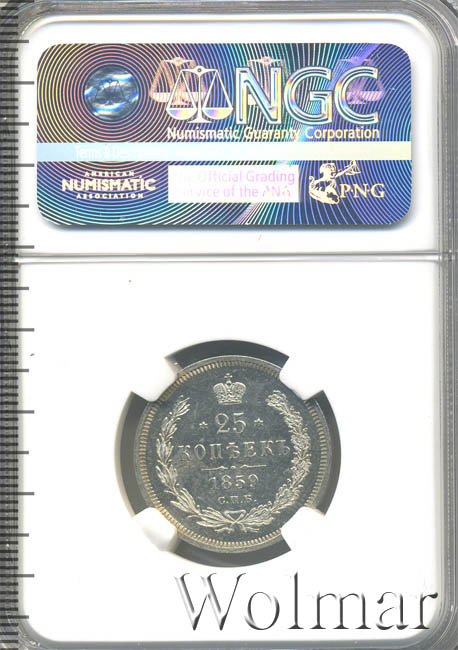 NGC
Numismatic Guaranty Corporation
AMERICAN
NUMISMATIC
ASSOCIATION
The Official Grading
Service of the ANA
PNG
* 25 *
КОПѢЕКЪ
1859
С.П.Б.
Wolmar